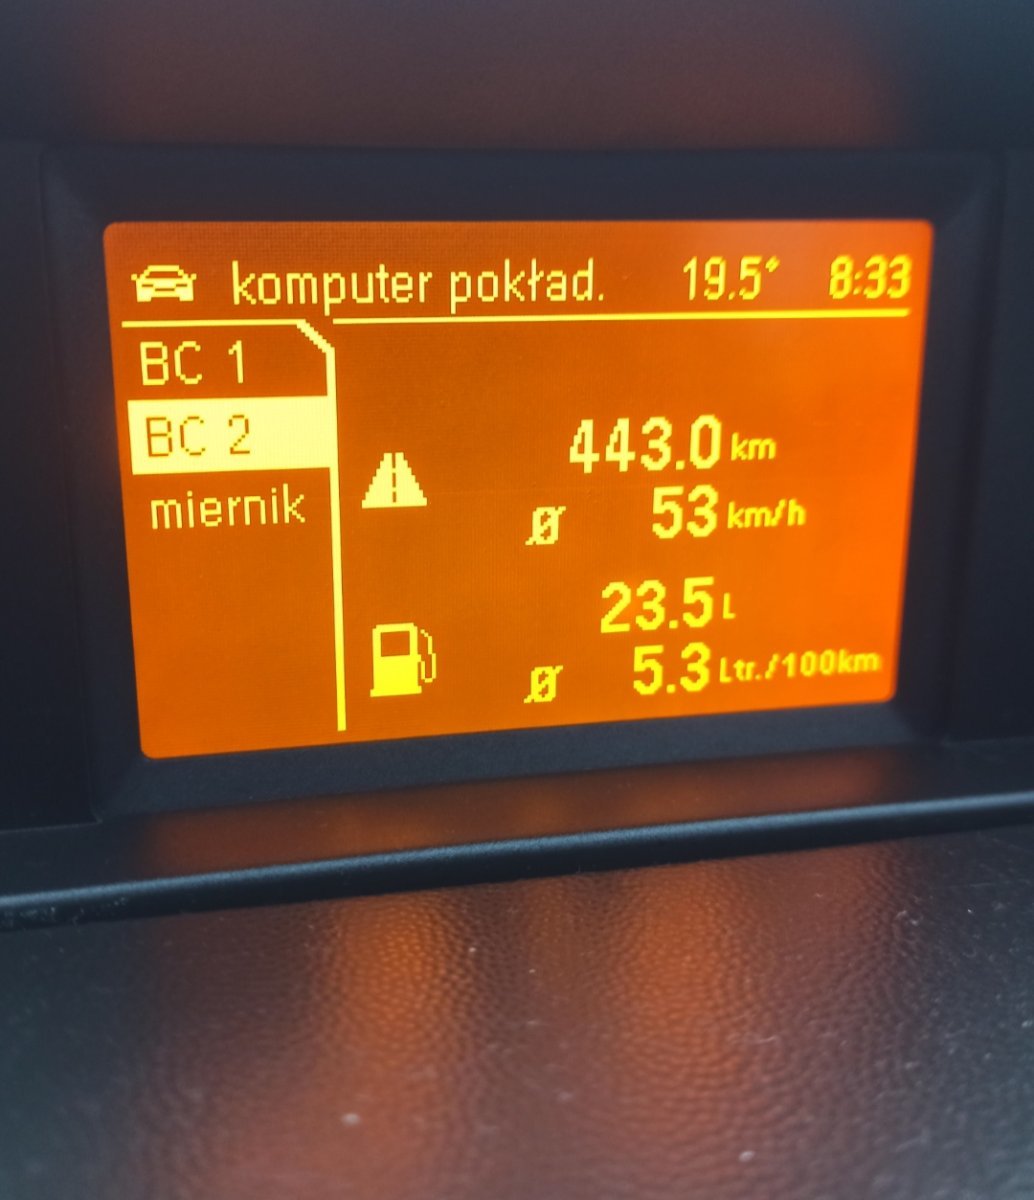 komputer pokład. 19.5° 8:33
BC 1
BC 2
miernik
443.0 km
Ø 53 km/h
23.5 L
Ø 5.3 Ltr./100km